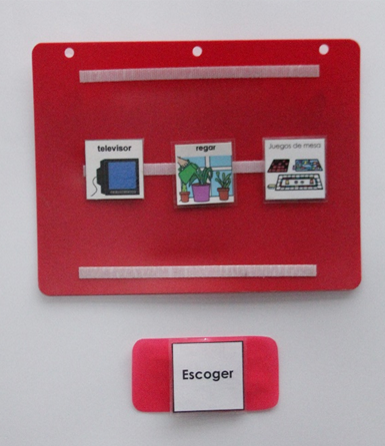 televisor
regar
Juegos de mesa
Escoger